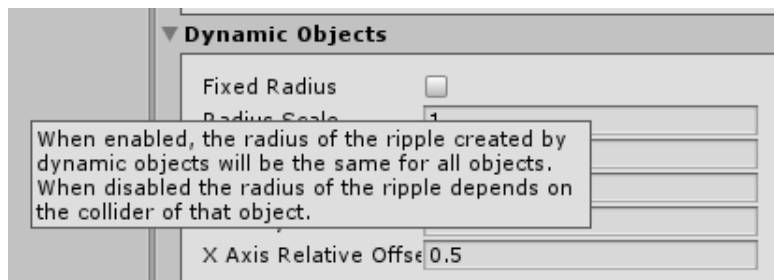 Dynamic Objects
Fixed Radius
Radius Scale 1
When enabled, the radius of the ripple created by
dynamic objects will be the same for all objects.
When disabled the radius of the ripple depends on
the collider of that object.
X Axis Relative Offse 0.5